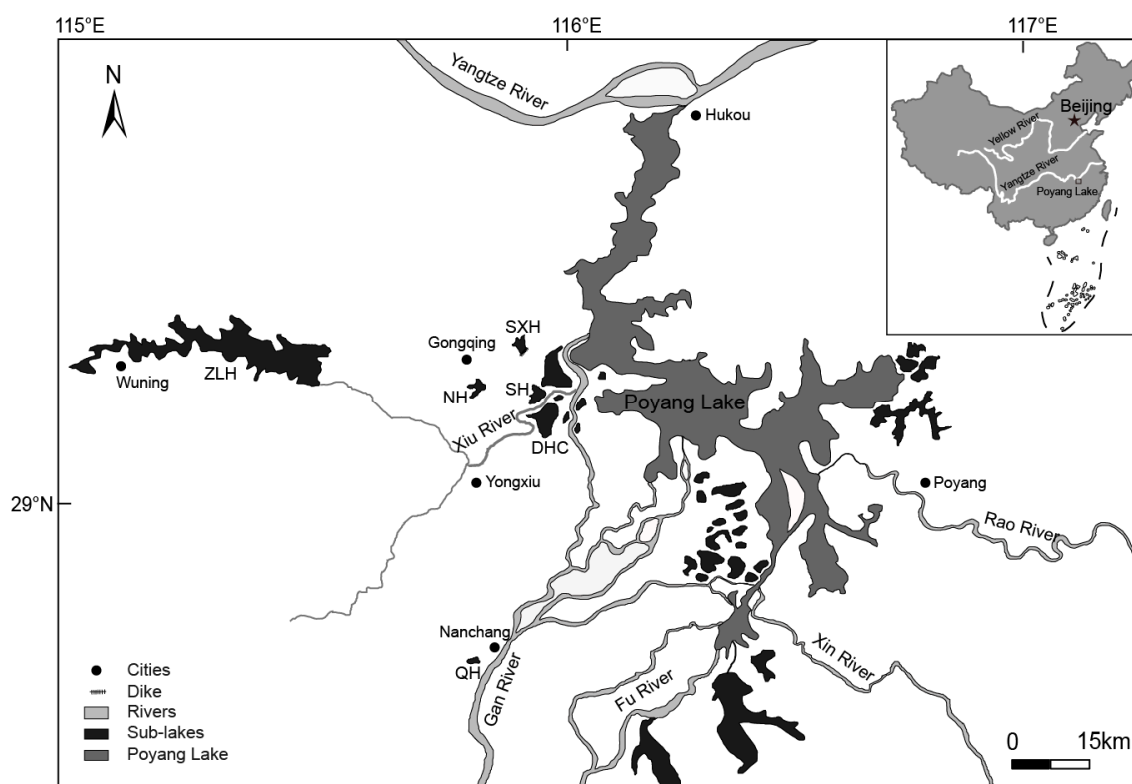 115°E
116°E
117°E
N
Yangtze River
Hukou
Beijing
Yellow River
Yangtze River
Poyang Lake
SXH
Gongqing
Wuning
ZLH
NH
SH
Poyang Lake
Xiu River
DHC
Yongxiu
Poyang
29°N
Rao River
Nanchang
QH
Gan River
Fu River
Xin River
Cities
Dike
Rivers
Sub-lakes
Poyang Lake
0 15km